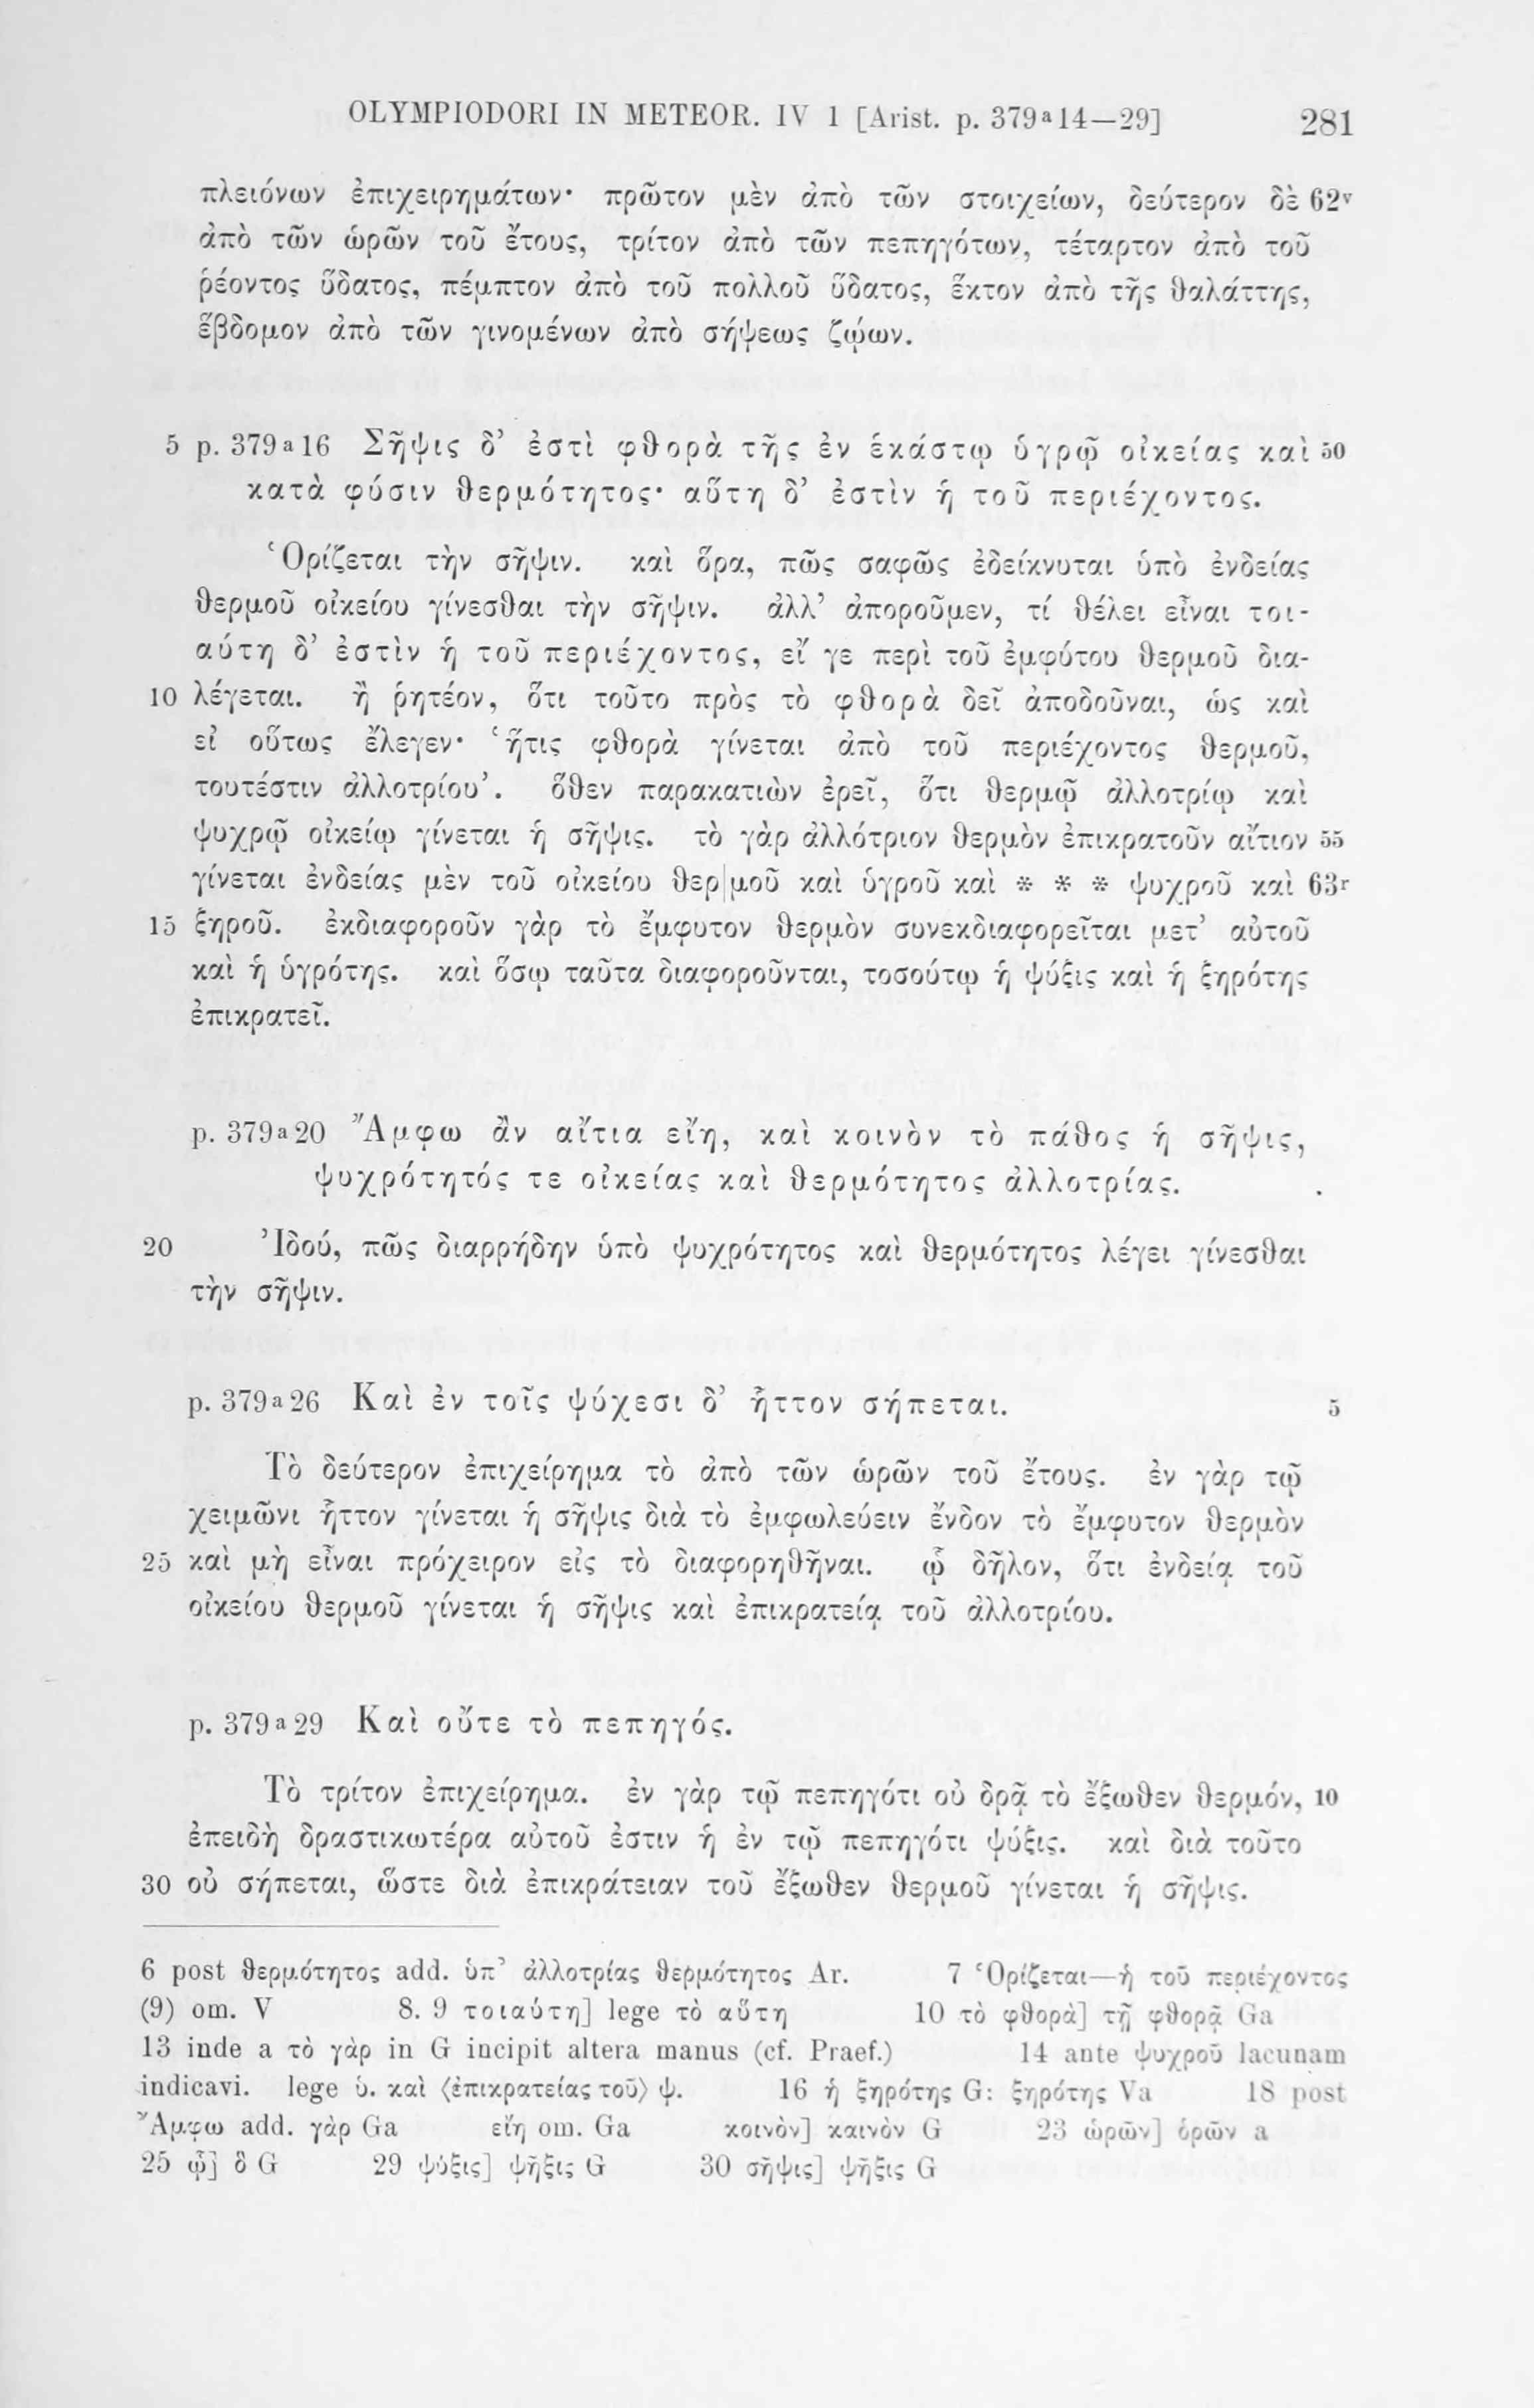 OLYMPIODORI IN METEOR. IV 1 [Arist. p. 379ᵃ14—29] 281
πλειόνων ἐπιχειρημάτων· πρῶτον μὲν ἀπὸ τῶν στοιχείων, δεύτερον δὲ 62ᵛ
ἀπὸ τῶν ὡρῶν τοῦ ἔτους, τρίτον ἀπὸ τῶν πεπηγότων, τέταρτον ἀπὸ τοῦ
ῥέοντος ὕδατος, πέμπτον ἀπὸ τοῦ πολλοῦ ὕδατος, ἕκτον ἀπὸ τῆς θαλάττης,
ἕβδομον ἀπὸ τῶν γινομένων ἀπὸ σήψεως ζῴων.
5 p. 379ᵃ16 Σῆψις δ’ ἐστὶ φθορὰ τῆς ἐν ἑκάστῳ ὑγρῷ οἰκείας καὶ 50
κατὰ φύσιν θερμότητος· αὕτη δ’ ἐστὶν ἡ τοῦ περιέχοντος.
Ὁρίζεται τὴν σῆψιν. καὶ ὅρα, πῶς σαφῶς ἐδείκνυται ὑπὸ ἐνδείας
θερμοῦ οἰκείου γίνεσθαι τὴν σῆψιν. ἀλλ’ ἀποροῦμεν, τί θέλει εἶναι τοι-
αύτη δ’ ἐστὶν ἡ τοῦ περιέχοντος, εἴ γε περὶ τοῦ ἐμφύτου θερμοῦ δια-
10 λέγεται. ἢ ῥητέον, ὅτι τοῦτο πρὸς τὸ φθορὰ δεῖ ἀποδοῦναι, ὡς καὶ
εἰ οὕτως ἔλεγεν· ‘ἥτις φθορὰ γίνεται ἀπὸ τοῦ περιέχοντος θερμοῦ,
τουτέστιν ἀλλοτρίου’. ὅθεν παρακατιὼν ἐρεῖ, ὅτι θερμῷ ἀλλοτρίῳ καὶ
ψυχρῷ οἰκείῳ γίνεται ἡ σῆψις. τὸ γὰρ ἀλλότριον θερμὸν ἐπικρατοῦν αἴτιον 55
γίνεται ἐνδείας μὲν τοῦ οἰκείου θερ|μοῦ καὶ ὑγροῦ καὶ * * * ψυχροῦ καὶ 63ʳ
15 ξηροῦ. ἐκδιαφοροῦν γὰρ τὸ ἔμφυτον θερμὸν συνεκδιαφορεῖται μετ’ αὐτοῦ
καὶ ἡ ὑγρότης. καὶ ὅσῳ ταῦτα διαφοροῦνται, τοσούτῳ ἡ ψύξις καὶ ἡ ξηρότης
ἐπικρατεῖ.
p. 379ᵃ20 Ἄμφω ἂν αἴτια εἴη, καὶ κοινὸν τὸ πάθος ἡ σῆψις,
ψυχρότητός τε οἰκείας καὶ θερμότητος ἀλλοτρίας.
20 Ἰδού, πῶς διαρρήδην ὑπὸ ψυχρότητος καὶ θερμότητος λέγει γίνεσθαι
τὴν σῆψιν.
p. 379ᵃ26 Καὶ ἐν τοῖς ψύχεσι δ’ ἧττον σήπεται. 5
Τὸ δεύτερον ἐπιχείρημα τὸ ἀπὸ τῶν ὡρῶν τοῦ ἔτους. ἐν γὰρ τῷ
χειμῶνι ἧττον γίνεται ἡ σῆψις διὰ τὸ ἐμφωλεύειν ἔνδον τὸ ἔμφυτον θερμὸν
25 καὶ μὴ εἶναι πρόχειρον εἰς τὸ διαφορηθῆναι. ᾧ δῆλον, ὅτι ἐνδείᾳ τοῦ
οἰκείου θερμοῦ γίνεται ἡ σῆψις καὶ ἐπικρατείᾳ τοῦ ἀλλοτρίου.
p. 379ᵃ29 Καὶ οὔτε τὸ πεπηγός.
Τὸ τρίτον ἐπιχείρημα. ἐν γὰρ τῷ πεπηγότι οὐ δρᾷ τὸ ἔξωθεν θερμόν, 10
ἐπειδὴ δραστικωτέρα αὐτοῦ ἐστιν ἡ ἐν τῷ πεπηγότι ψύξις. καὶ διὰ τοῦτο
30 οὐ σήπεται, ὥστε διὰ ἐπικράτειαν τοῦ ἔξωθεν θερμοῦ γίνεται ἡ σῆψις.
6 post θερμότητος add. ὑπ’ ἀλλοτρίας θερμότητος Ar. 7 Ὁρίζεται—ἡ τοῦ περιέχοντος
(9) om. V 8. 9 τοιαύτη] lege τὸ αὕτη 10 τὸ φθορὰ] τῇ φθορᾷ Ga
13 inde a τὸ γὰρ in G incipit altera manus (cf. Praef.) 14 ante ψυχροῦ lacunam
indicavi. lege ὑ. καὶ ⟨ἐπικρατείας τοῦ⟩ ψ. 16 ἡ ξηρότης G: ξηρότης Va 18 post
Ἄμφω add. γὰρ Ga εἴη om. Ga κοινὸν] καινὸν G 23 ὡρῶν] ὁρῶν a
25 ᾧ] ὃ G 29 ψύξις] ψῆξις G 30 σῆψις] ψῆξις G